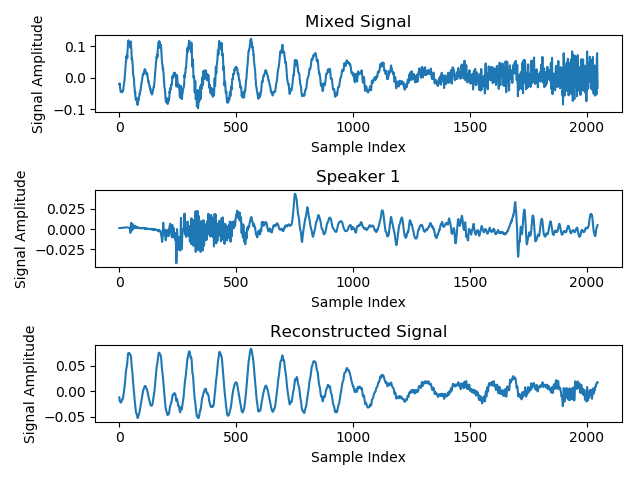 Mixed Signal
Signal Amplitude
0.1
0.0
−0.1
0 500 1000 1500 2000
Sample Index
Speaker 1
Signal Amplitude
0.025
0.000
−0.025
0 500 1000 1500 2000
Sample Index
Reconstructed Signal
Signal Amplitude
0.05
0.00
−0.05
0 500 1000 1500 2000
Sample Index